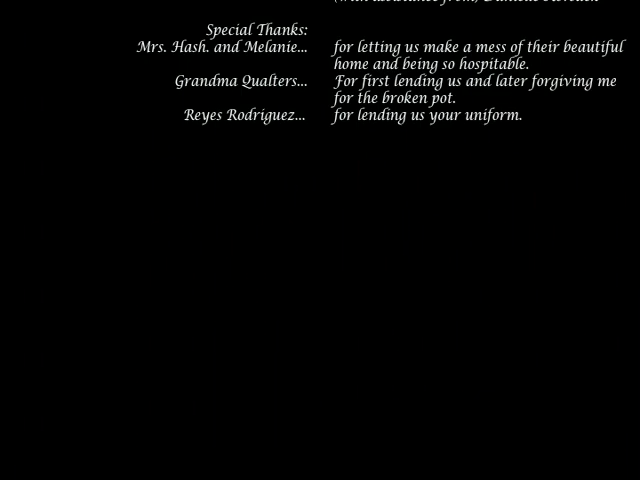 Special Thanks:
Mrs. Hash. and Melanie... for letting us make a mess of their beautiful
home and being so hospitable.
Grandma Qualters... For first lending us and later forgiving me
for the broken pot.
Reyes Rodriguez... for lending us your uniform.